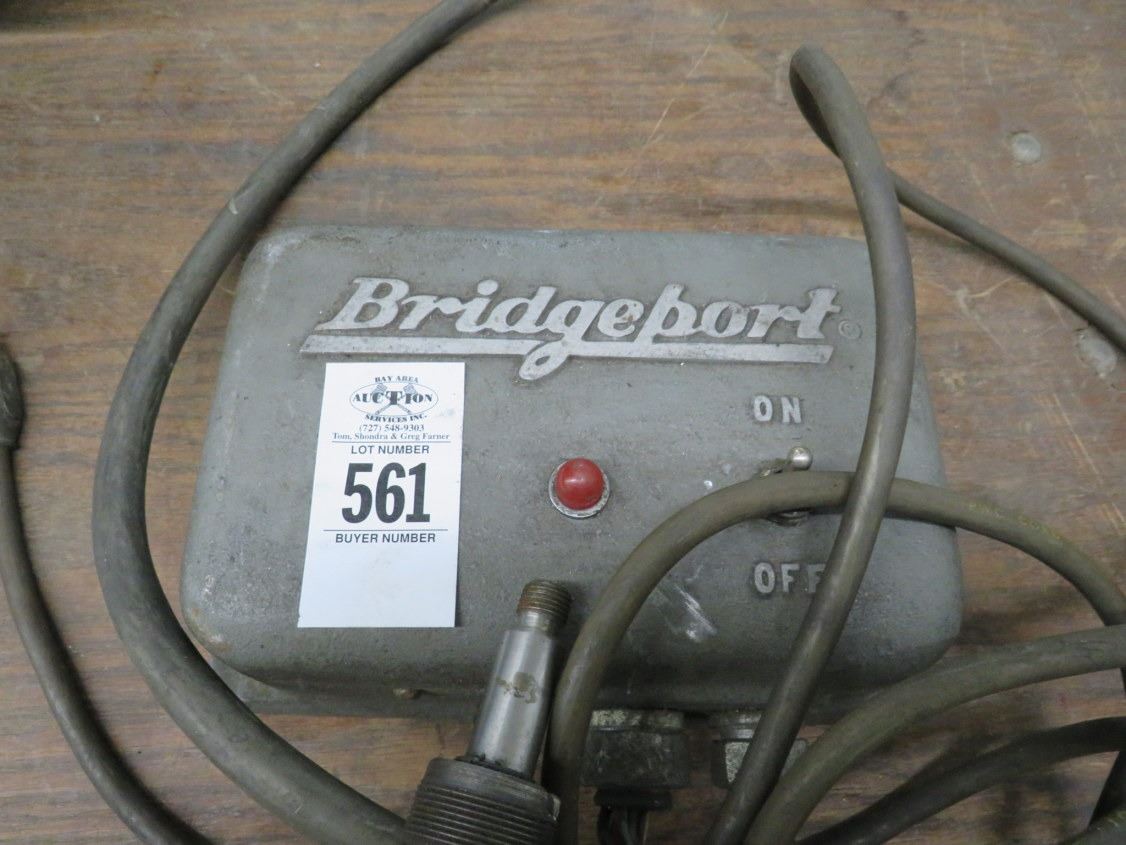 Bridgeport®
BAY AREA
AUCTION
SERVICES INC.
(727) 548-9303
Tom, Shondra & Greg Farner
LOT NUMBER
561
BUYER NUMBER
ON
OFF